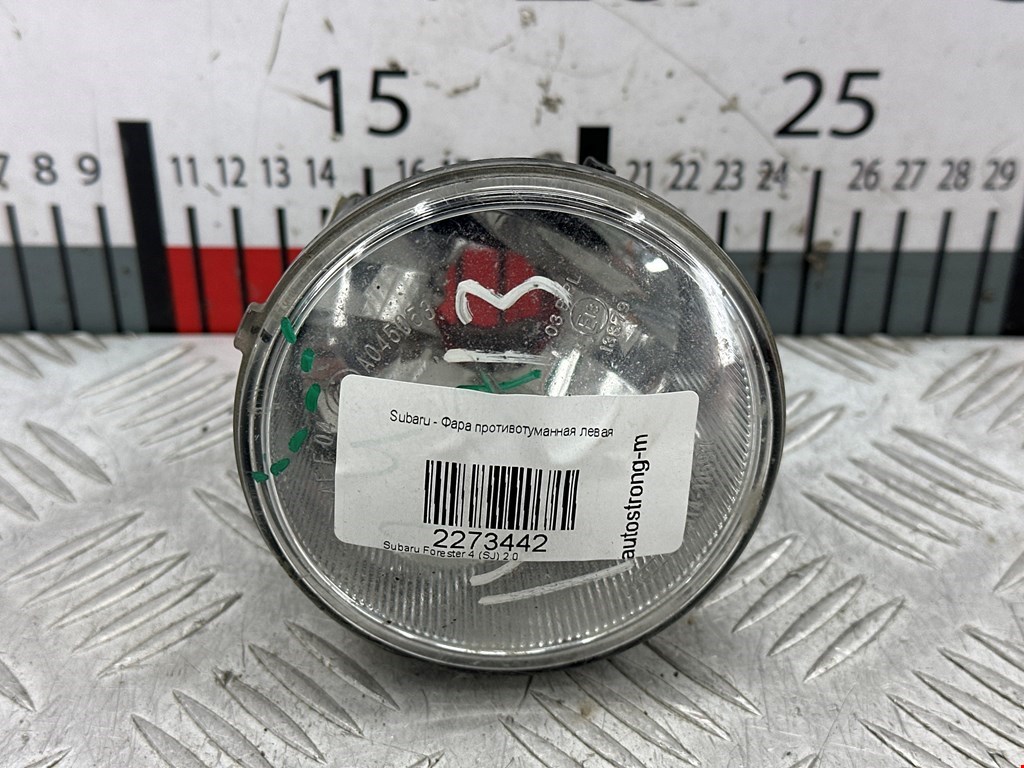 15 25
7 8 9 11 12 13 14 16 21 22 23 24 26 27 28 29
E13
Subaru - Фара противотуманная левая
2273442
Subaru Forester 4 (SJ) 2.0
autostrong-m